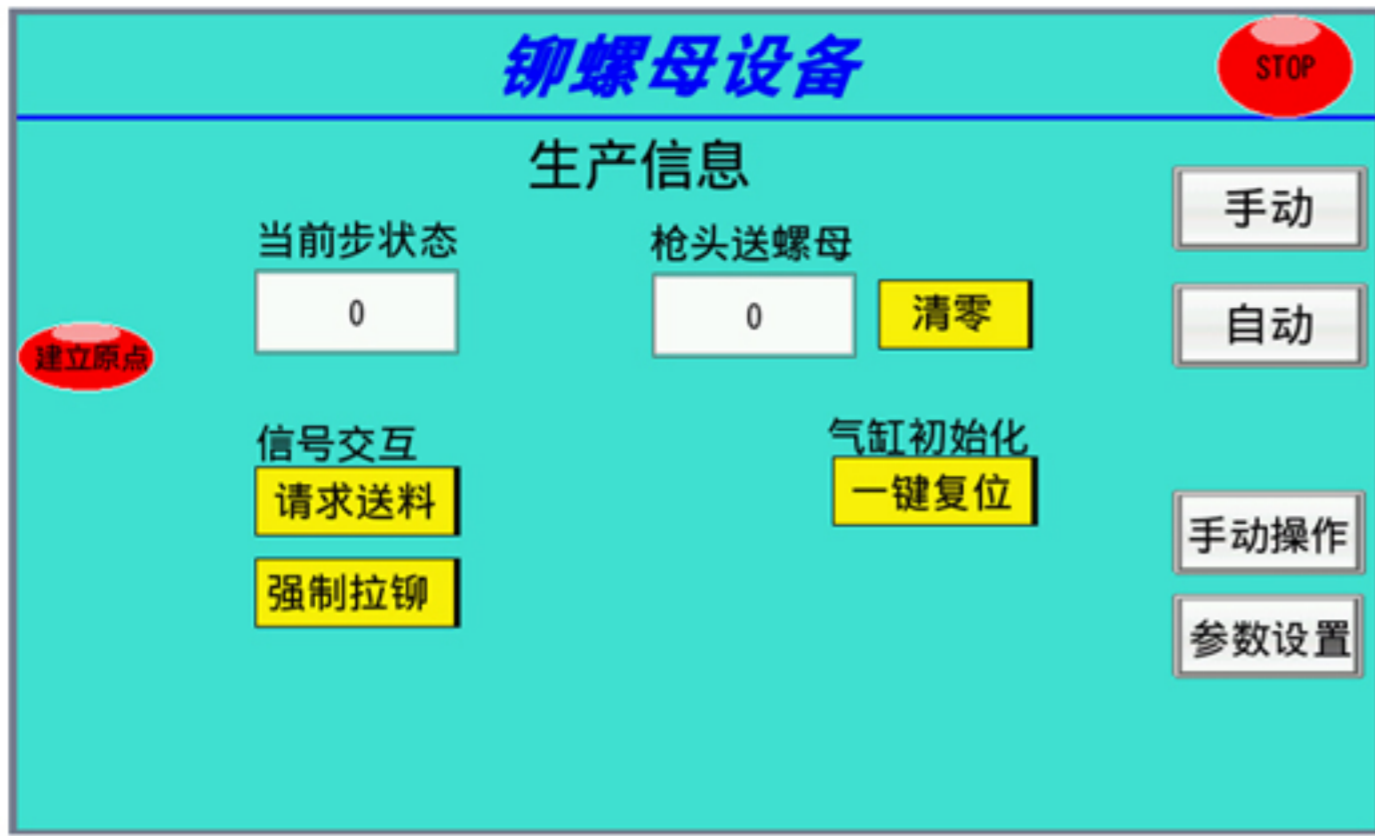 铆螺母设备
STOP
生产信息
手动
当前步状态
枪头送螺母
0
0
清零
自动
建立原点
信号交互
气缸初始化
请求送料
一键复位
手动操作
强制拉铆
参数设置